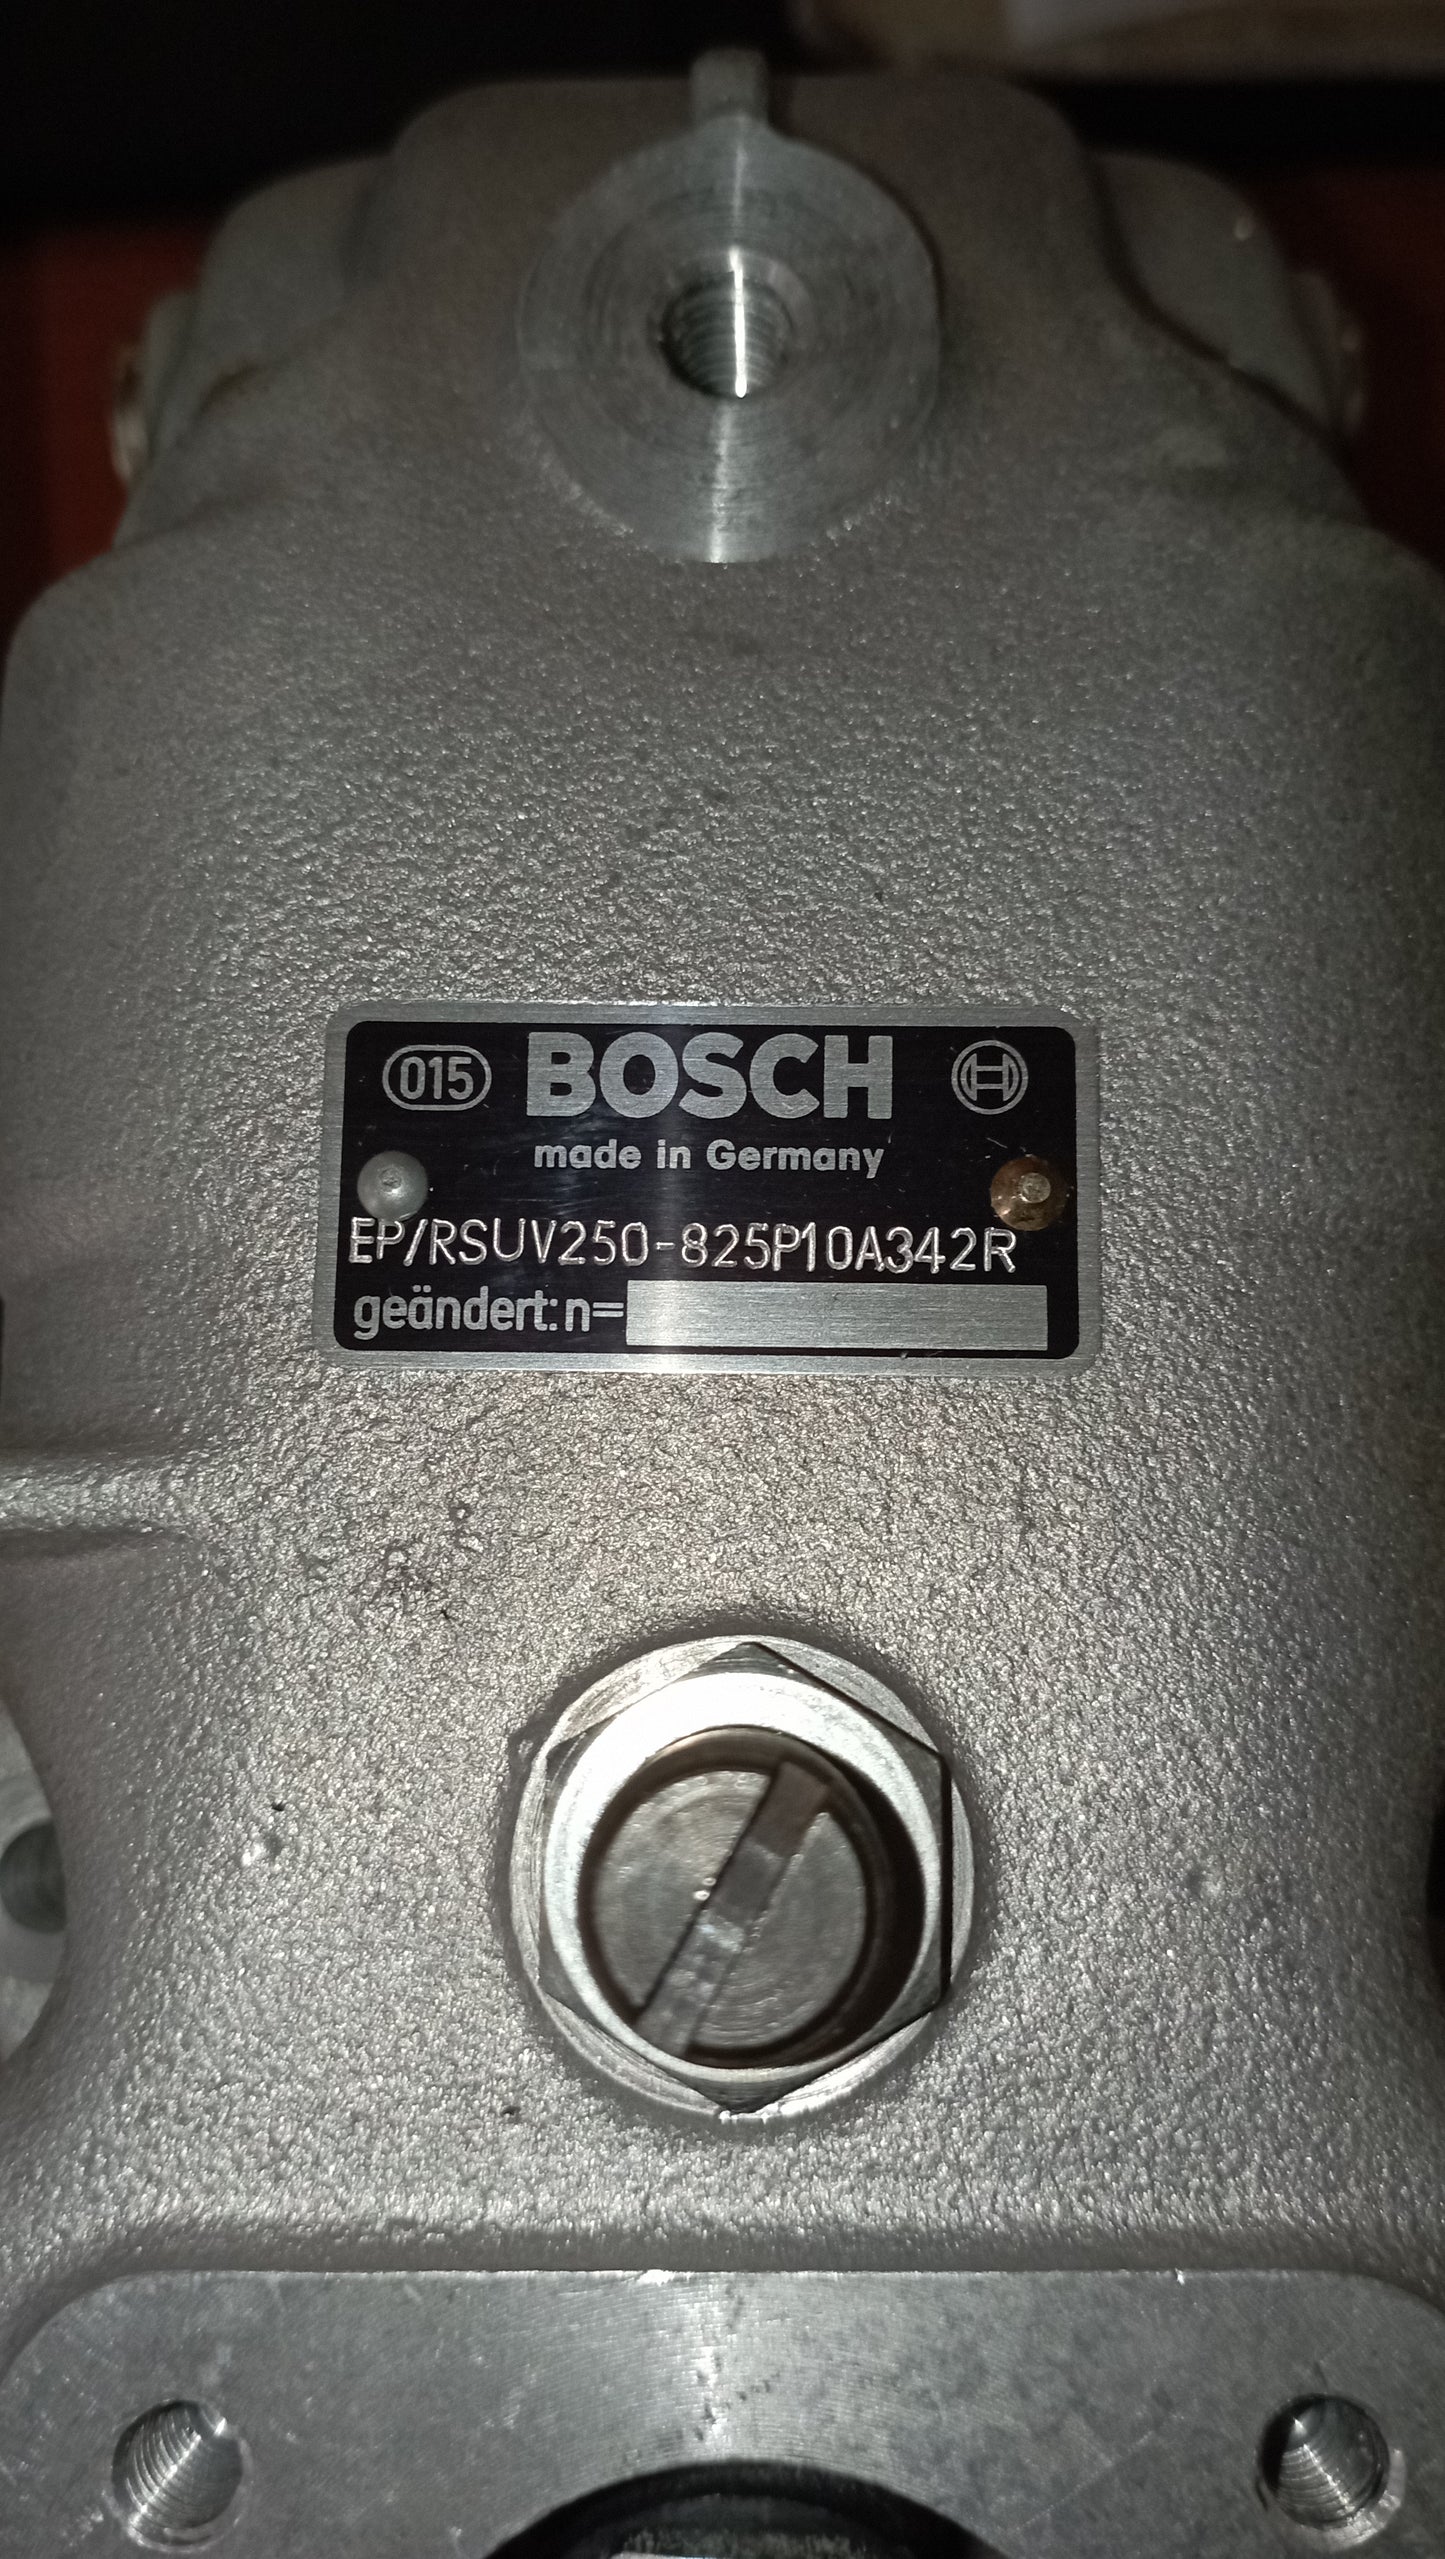 015 BOSCH
made in Germany
EP/RSUV250-825P10A342R
geändert: n=